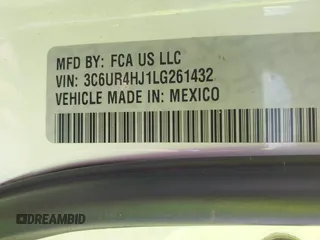 MFD BY: FCA US LLC
VIN: 3C6UR4HJ1LG261432
VEHICLE MADE IN: MEXICO
DREAMBID